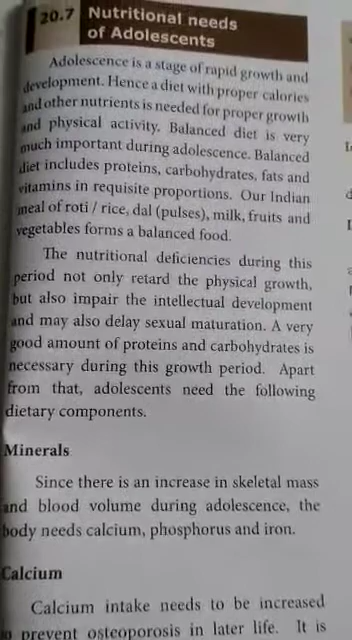 20.7 Nutritional needs
of Adolescents
Adolescence is a stage of rapid growth and
development. Hence a diet with proper calories
and other nutrients is needed for proper growth
and physical activity. Balanced diet is very
much important during adolescence. Balanced
diet includes proteins, carbohydrates, fats and
vitamins in requisite proportions. Our Indian
meal of roti / rice, dal (pulses), milk, fruits and
vegetables forms a balanced food.
The nutritional deficiencies during this
period not only retard the physical growth,
but also impair the intellectual development
and may also delay sexual maturation. A very
good amount of proteins and carbohydrates is
necessary during this growth period. Apart
from that, adolescents need the following
dietary components.
Minerals
Since there is an increase in skeletal mass
and blood volume during adolescence, the
body needs calcium, phosphorus and iron.
Calcium
Calcium intake needs to be increased
to prevent osteoporosis in later life. It is